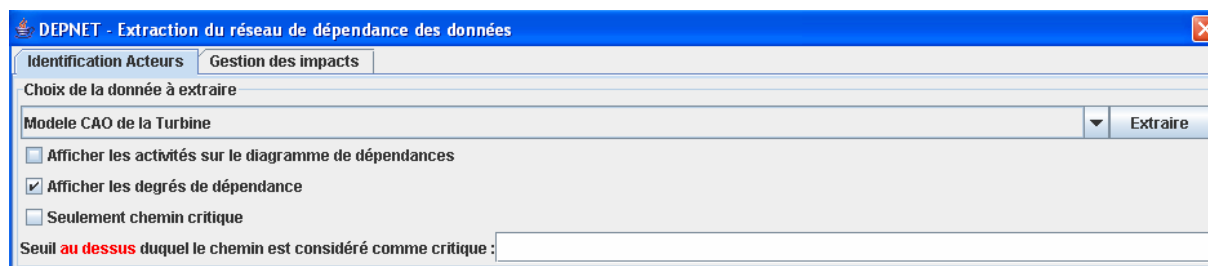 DEPNET - Extraction du réseau de dépendance des données
Identification Acteurs Gestion des impacts
Choix de la donnée à extraire
Modele CAO de la Turbine Extraire
Afficher les activités sur le diagramme de dépendances
Afficher les degrés de dépendance
Seulement chemin critique
Seuil au dessus duquel le chemin est considéré comme critique :